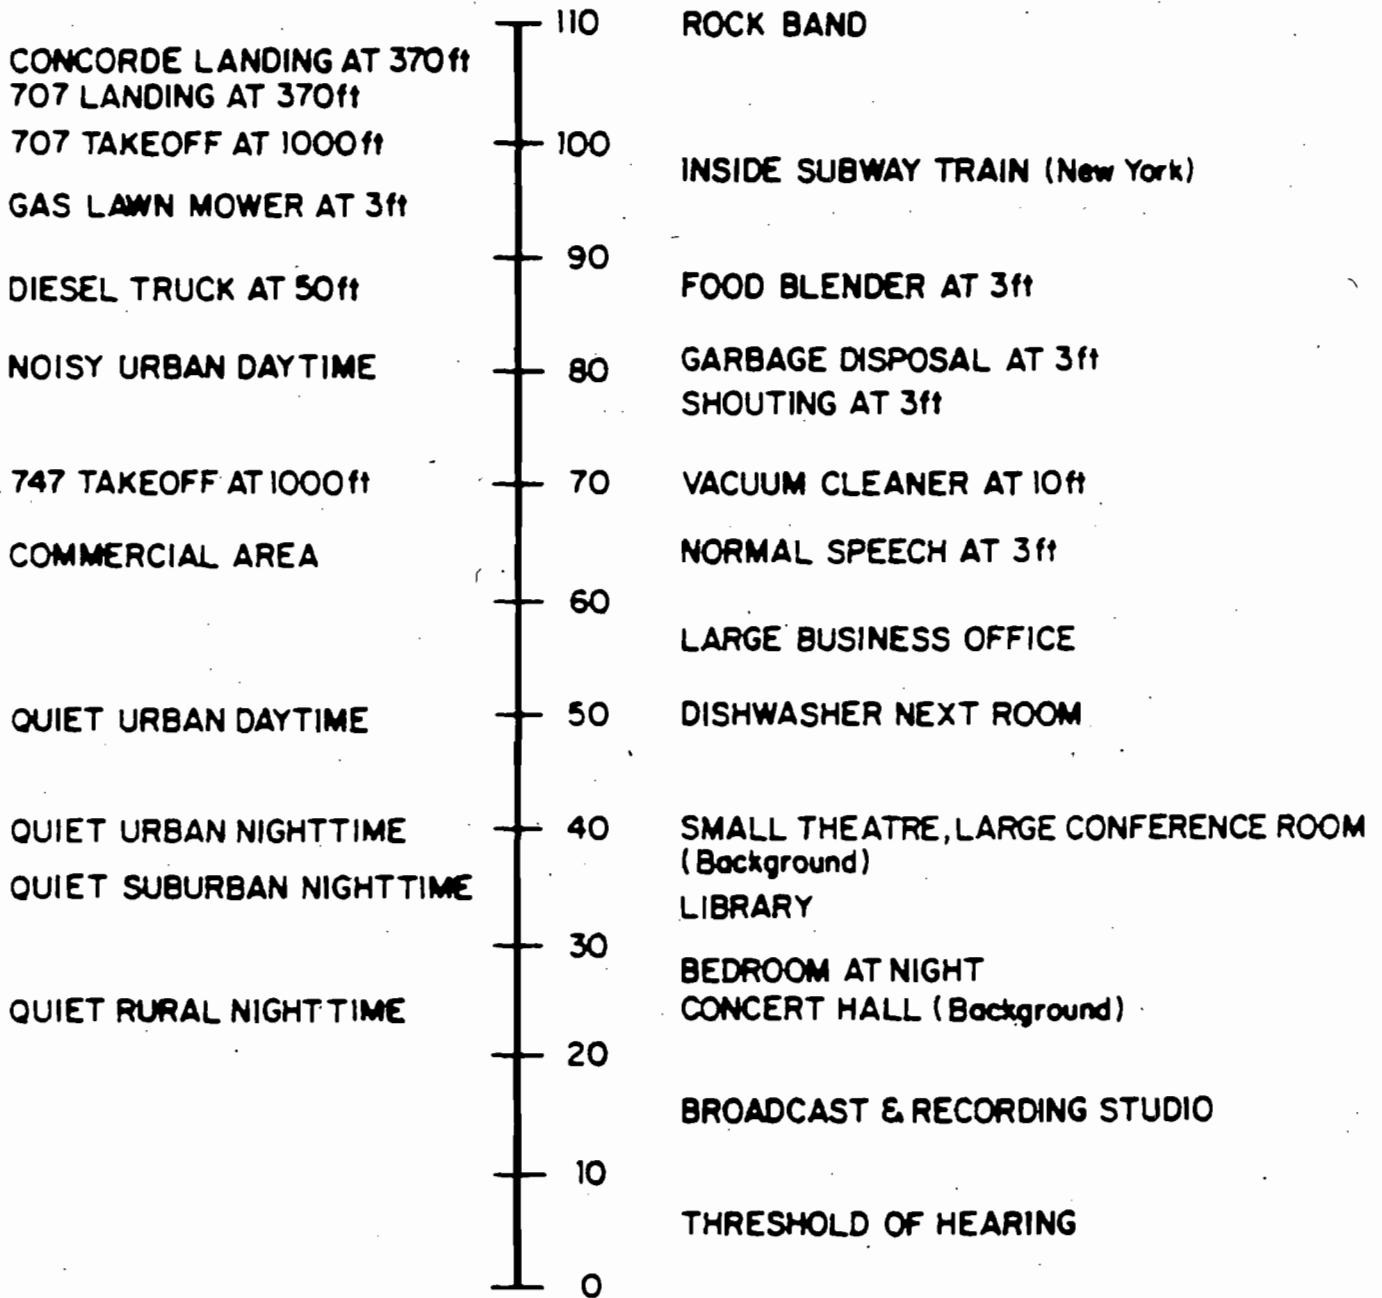 110 ROCK BAND
CONCORDE LANDING AT 370ft
707 LANDING AT 370ft
707 TAKEOFF AT 1000ft 100
INSIDE SUBWAY TRAIN (New York)
GAS LAWN MOWER AT 3ft
90
DIESEL TRUCK AT 50ft FOOD BLENDER AT 3ft
NOISY URBAN DAYTIME 80 GARBAGE DISPOSAL AT 3ft
SHOUTING AT 3ft
747 TAKEOFF AT 1000ft 70 VACUUM CLEANER AT 10ft
COMMERCIAL AREA NORMAL SPEECH AT 3ft
60
LARGE BUSINESS OFFICE
QUIET URBAN DAYTIME 50 DISHWASHER NEXT ROOM
QUIET URBAN NIGHTTIME 40 SMALL THEATRE, LARGE CONFERENCE ROOM
(Background)
QUIET SUBURBAN NIGHTTIME
LIBRARY
30
BEDROOM AT NIGHT
QUIET RURAL NIGHTTIME CONCERT HALL (Background)
20
BROADCAST & RECORDING STUDIO
10
THRESHOLD OF HEARING
0